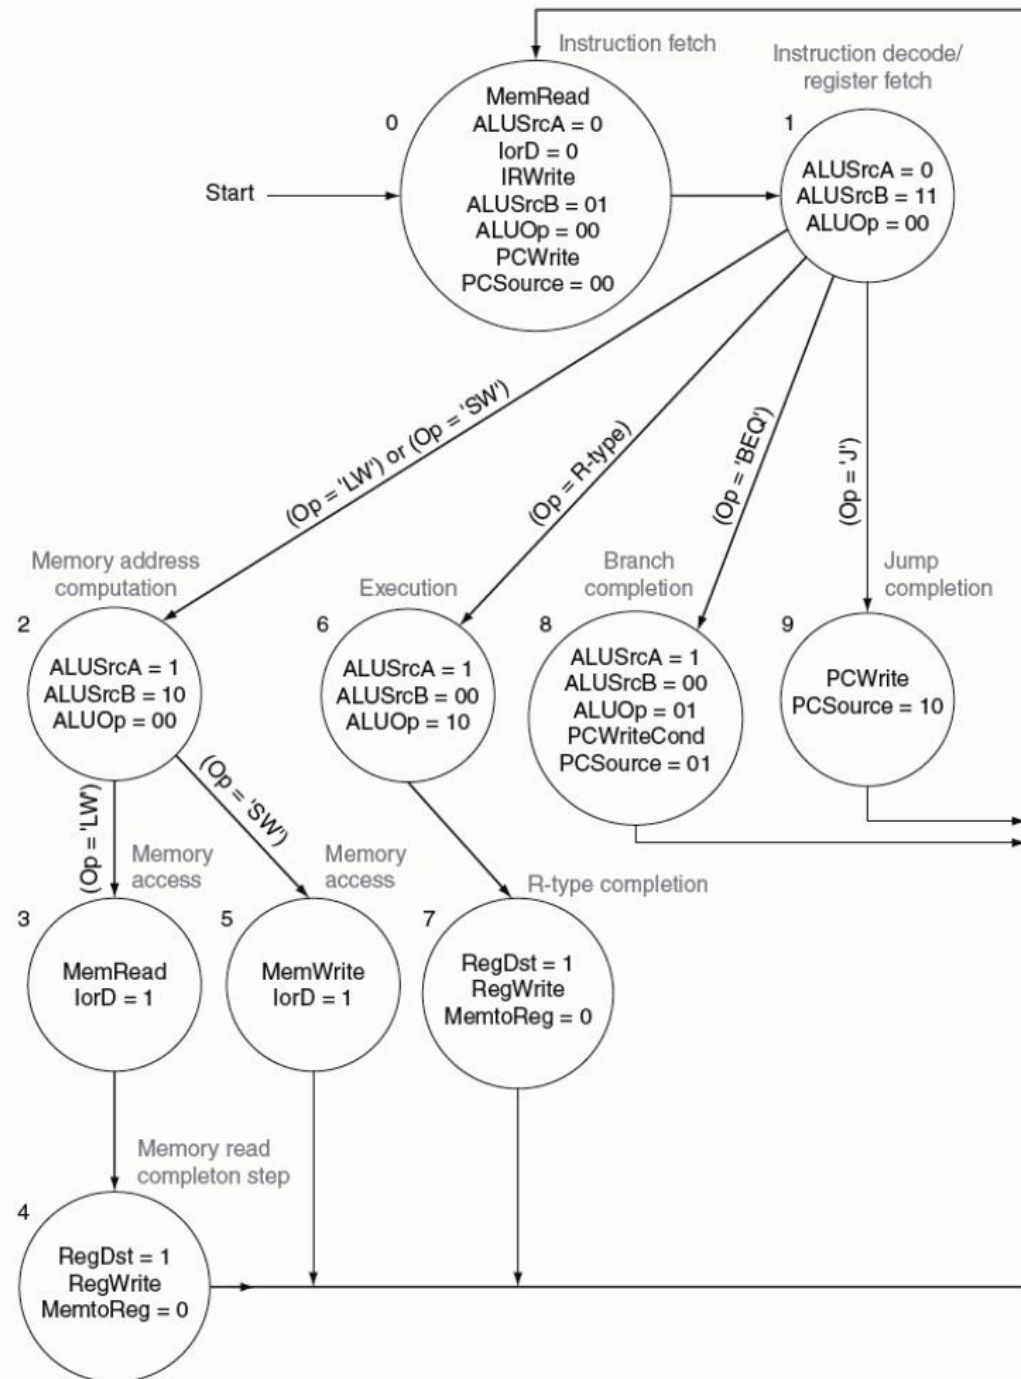 Instruction fetch
Instruction decode/
register fetch
0
MemRead
ALUSrcA = 0
IorD = 0
IRWrite
ALUSrcB = 01
ALUOp = 00
PCWrite
PCSource = 00
1
ALUSrcA = 0
ALUSrcB = 11
ALUOp = 00
Start
(Op = 'LW') or (Op = 'SW')
(Op = R-type)
(Op = 'BEQ')
(Op = 'J')
Memory address
computation
Execution
Branch
completion
Jump
completion
2
ALUSrcA = 1
ALUSrcB = 10
ALUOp = 00
6
ALUSrcA = 1
ALUSrcB = 00
ALUOp = 10
8
ALUSrcA = 1
ALUSrcB = 00
ALUOp = 01
PCWriteCond
PCSource = 01
9
PCWrite
PCSource = 10
(Op = 'LW')
(Op = 'SW')
Memory
access
Memory
access
R-type completion
3
MemRead
IorD = 1
5
MemWrite
IorD = 1
7
RegDst = 1
RegWrite
MemtoReg = 0
Memory read
completon step
4
RegDst = 1
RegWrite
MemtoReg = 0